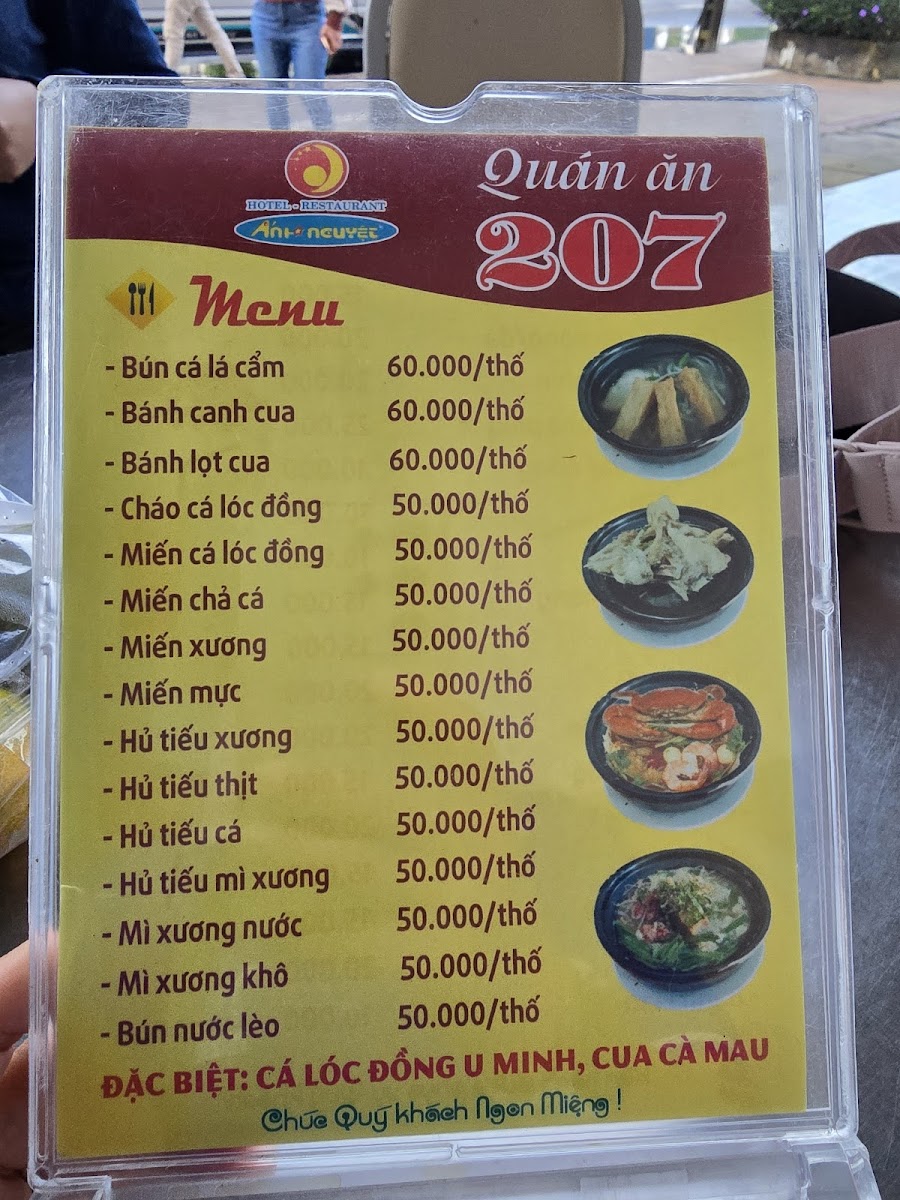 HOTEL - RESTAURANT
Ánh nguyệt
Quán ăn
207
Menu
- Bún cá lá cẩm 60.000/thố
- Bánh canh cua 60.000/thố
- Bánh lọt cua 60.000/thố
- Cháo cá lóc đồng 50.000/thố
- Miến cá lóc đồng 50.000/thố
- Miến chả cá 50.000/thố
- Miến xương 50.000/thố
- Miến mực 50.000/thố
- Hủ tiếu xương 50.000/thố
- Hủ tiếu thịt 50.000/thố
- Hủ tiếu cá 50.000/thố
- Hủ tiếu mì xương 50.000/thố
- Mì xương nước 50.000/thố
- Mì xương khô 50.000/thố
- Bún nước lèo 50.000/thố
ĐẶC BIỆT: CÁ LÓC ĐỒNG U MINH, CUA CÀ MAU
Chúc Quý khách Ngon Miệng !